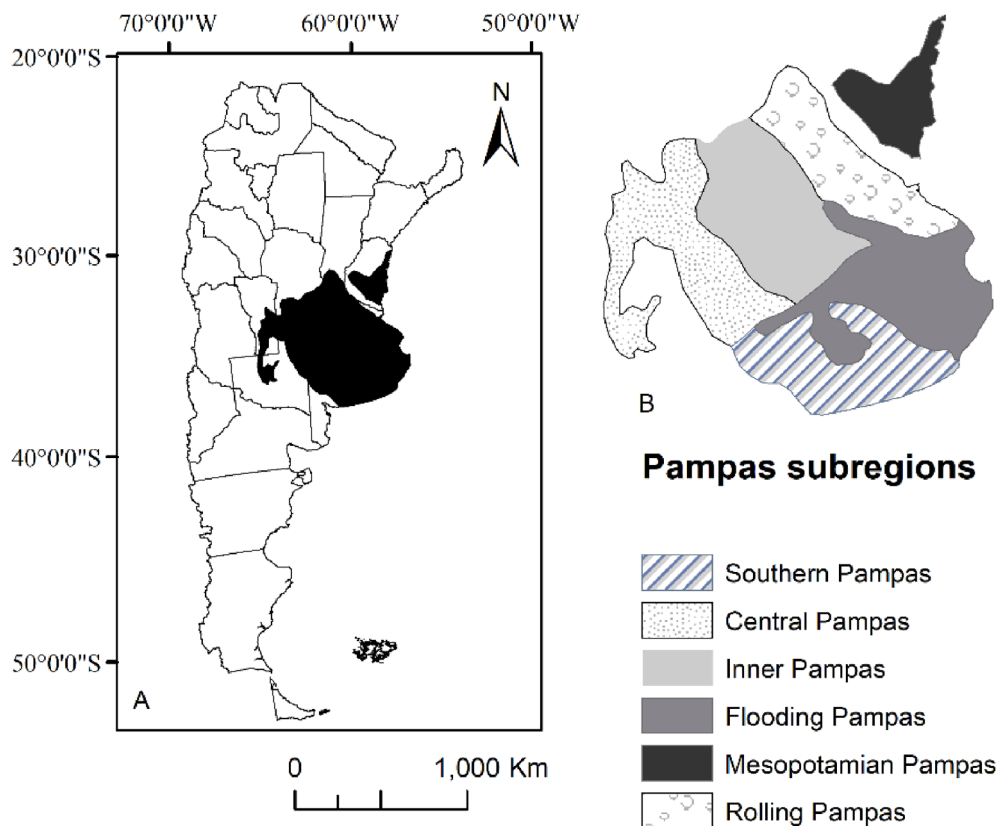 70°0'0"W 60°0'0"W 50°0'0"W
20°0'0"S
30°0'0"S
40°0'0"S
50°0'0"S
N
A
0 1,000 Km
B
Pampas subregions
Southern Pampas
Central Pampas
Inner Pampas
Flooding Pampas
Mesopotamian Pampas
Rolling Pampas